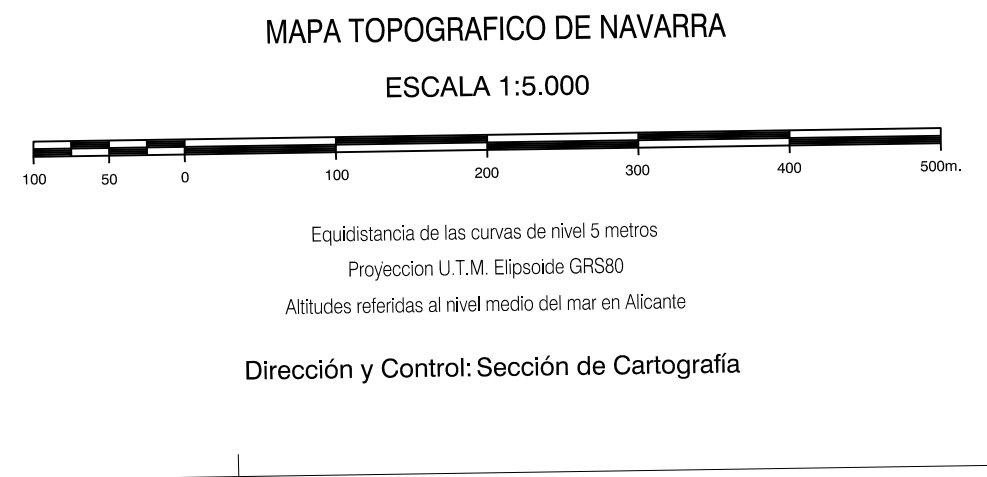 MAPA TOPOGRAFICO DE NAVARRA
ESCALA 1:5.000
100 50 0 100 200 300 400 500m.
Equidistancia de las curvas de nivel 5 metros
Proyeccion U.T.M. Elipsoide GRS80
Altitudes referidas al nivel medio del mar en Alicante
Dirección y Control: Sección de Cartografía